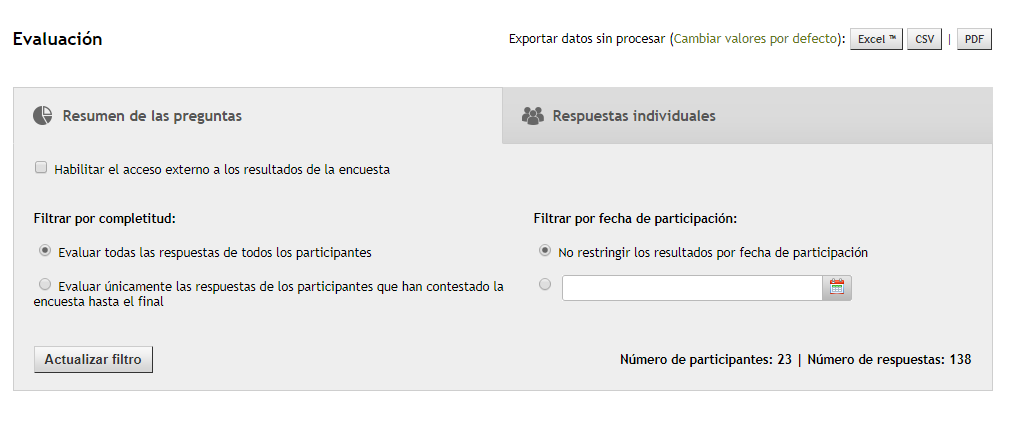 Evaluación
Exportar datos sin procesar (Cambiar valores por defecto): Excel ™ CSV | PDF
Resumen de las preguntas
Respuestas individuales
Habilitar el acceso externo a los resultados de la encuesta
Filtrar por completitud:
Evaluar todas las respuestas de todos los participantes
Evaluar únicamente las respuestas de los participantes que han contestado la
encuesta hasta el final
Filtrar por fecha de participación:
No restringir los resultados por fecha de participación
Actualizar filtro
Número de participantes: 23 | Número de respuestas: 138